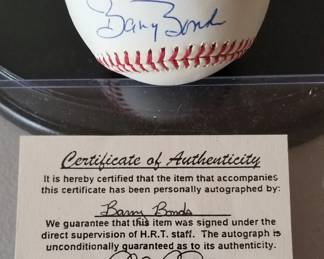 Barry Bonds
Certificate of Authenticity
It is hereby certified that the item that accompanies
this certificate has been personally autographed by:
Barry Bonds
We guarantee that this item was signed under the
direct supervision of H.R.T. staff. The autograph is
unconditionally guaranteed as to its authenticity.